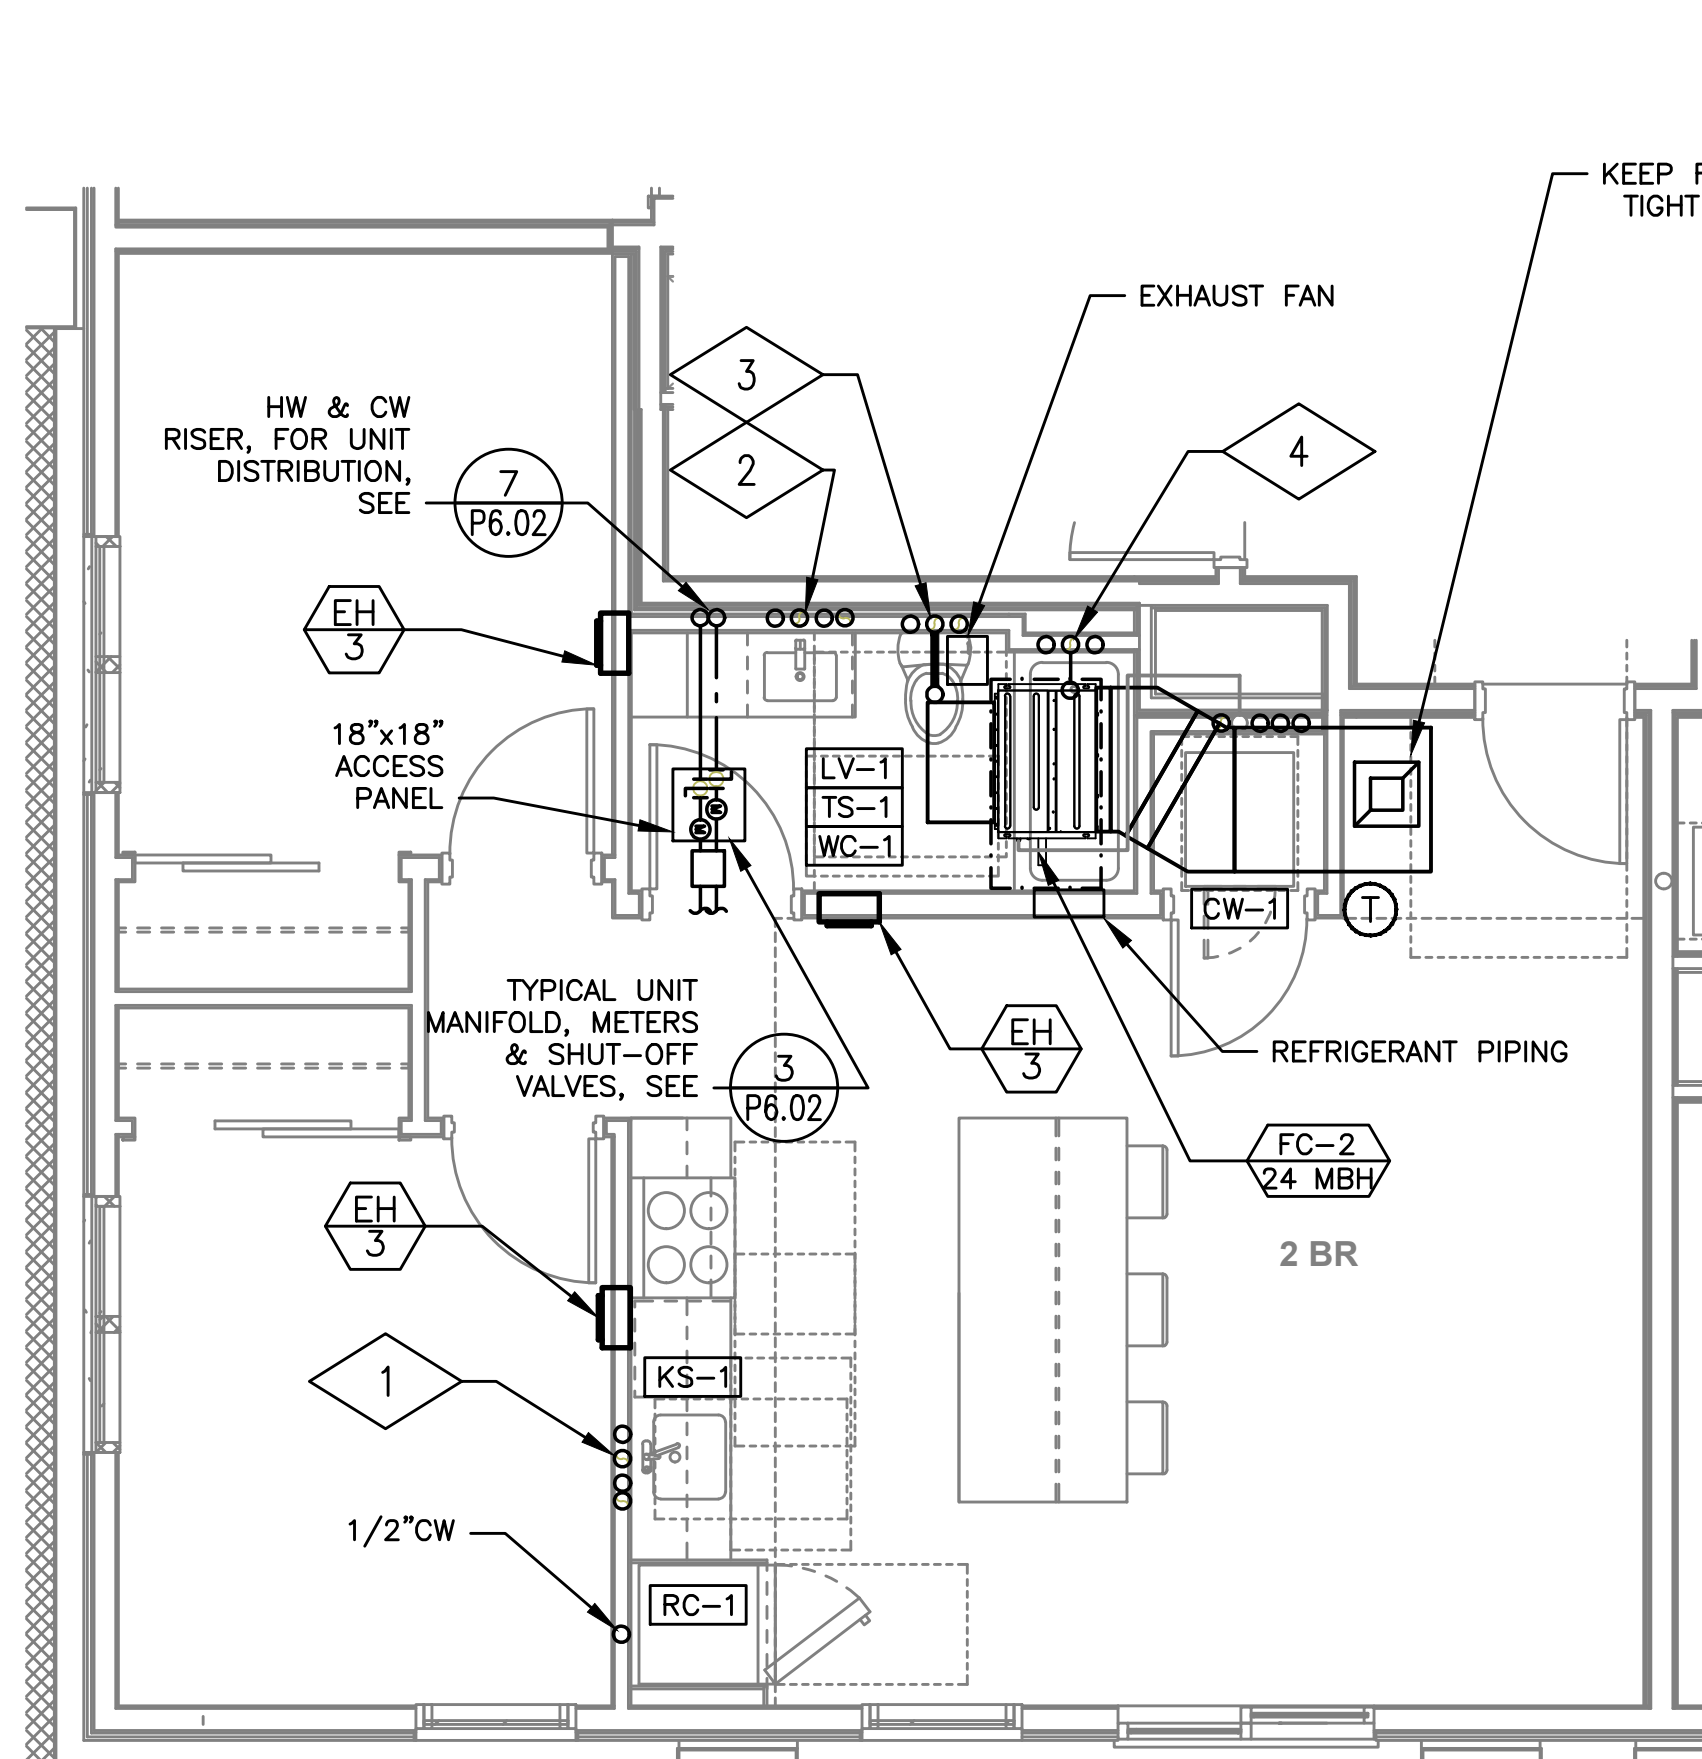 KEEP F
TIGHT
EXHAUST FAN
3
2
4
HW & CW
RISER, FOR UNIT
DISTRIBUTION,
SEE
7
P6.02
EH
3
18"x18"
ACCESS
PANEL
M
M
LV-1
TS-1
WC-1
CW-1
T
TYPICAL UNIT
MANIFOLD, METERS
& SHUT-OFF
VALVES, SEE
3
P6.02
EH
3
REFRIGERANT PIPING
FC-2
24 MBH
2 BR
EH
3
KS-1
1
1/2"CW
RC-1